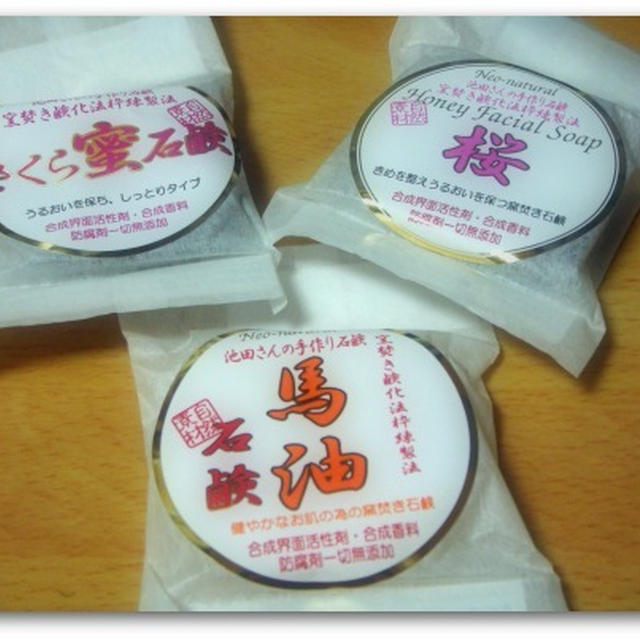 窯焚き鹸化法枠練製法
さくら蜜石鹸
うるおいを保ち、しっとりタイプ
合成界面活性剤・合成香料
防腐剤一切無添加
Neo-natural
池田さんの手作り石鹸
窯焚き鹸化法枠練製法
Honey Facial Soap
桜
きめを整えうるおいを保つ窯焚き石鹸
合成界面活性剤・合成香料
防腐剤一切無添加
Neo-natural
池田さんの手作り石鹸
窯焚き鹸化法枠練製法
馬油
石鹸
健やかなお肌の為の窯焚き石鹸
合成界面活性剤・合成香料
防腐剤一切無添加